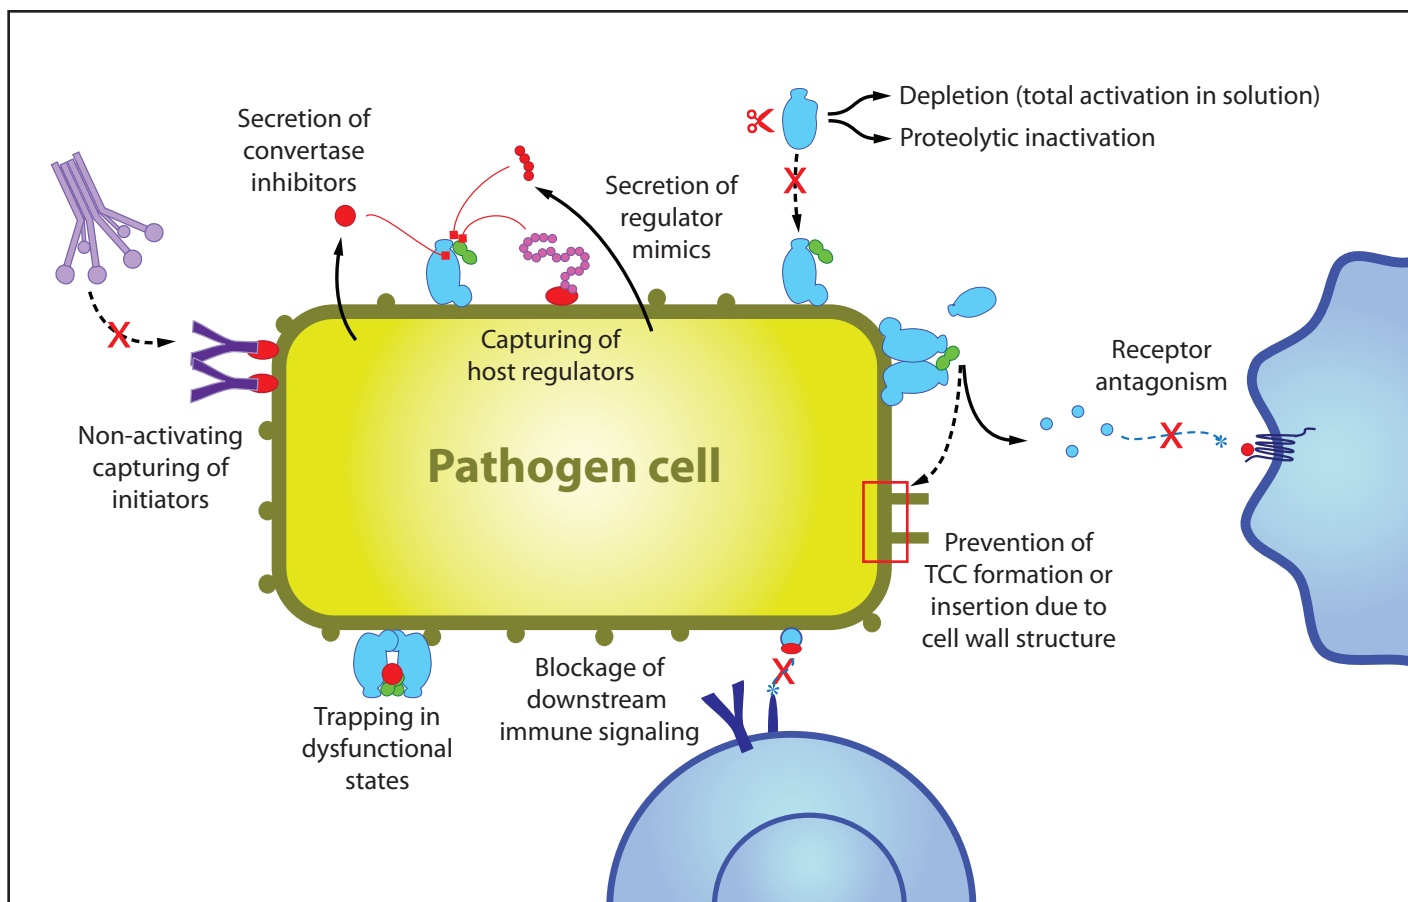 Depletion (total activation in solution)
Proteolytic inactivation
Secretion of
convertase
inhibitors
Secretion of
regulator
mimics
Capturing of
host regulators
Receptor
antagonism
Non-activating
capturing of
initiators
Pathogen cell
Prevention of
TCC formation or
insertion due to
cell wall structure
Blockage of
downstream
immune signaling
Trapping in
dysfunctional
states